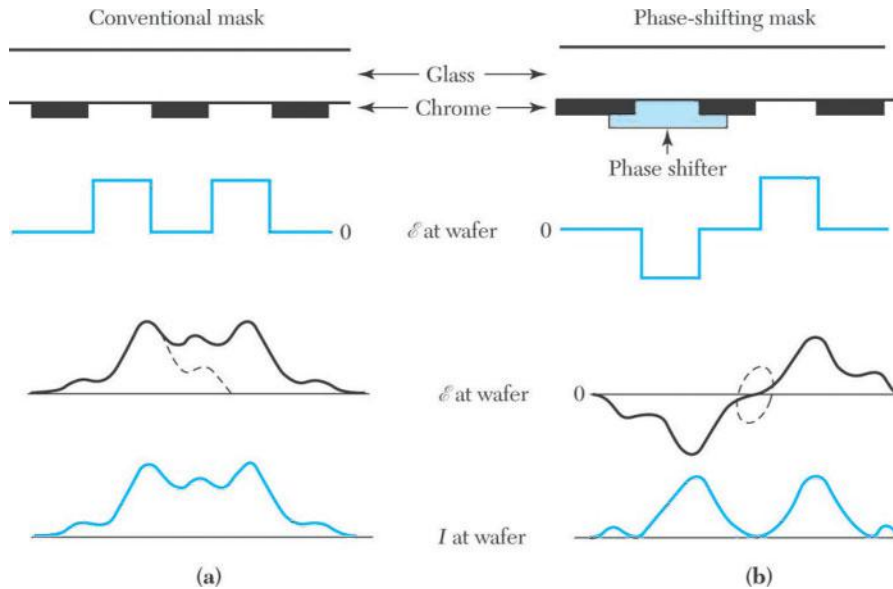 Conventional mask
Phase-shifting mask
Glass
Chrome
Phase shifter
0
ℰ at wafer
0
ℰ at wafer
0
I at wafer
(a)
(b)